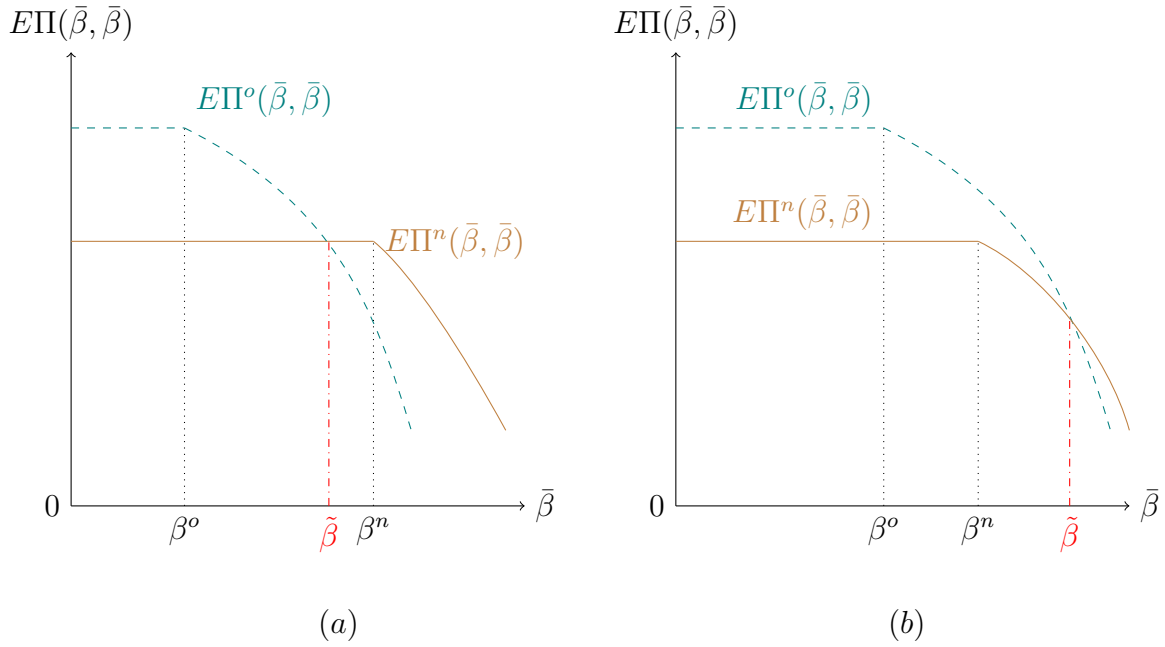 EΠ(β̄, β̄)
EΠᵒ(β̄, β̄)
EΠⁿ(β̄, β̄)
0
βᵒ
β̃
βⁿ
β̄
(a)
EΠ(β̄, β̄)
EΠᵒ(β̄, β̄)
EΠⁿ(β̄, β̄)
0
βᵒ
βⁿ
β̃
β̄
(b)